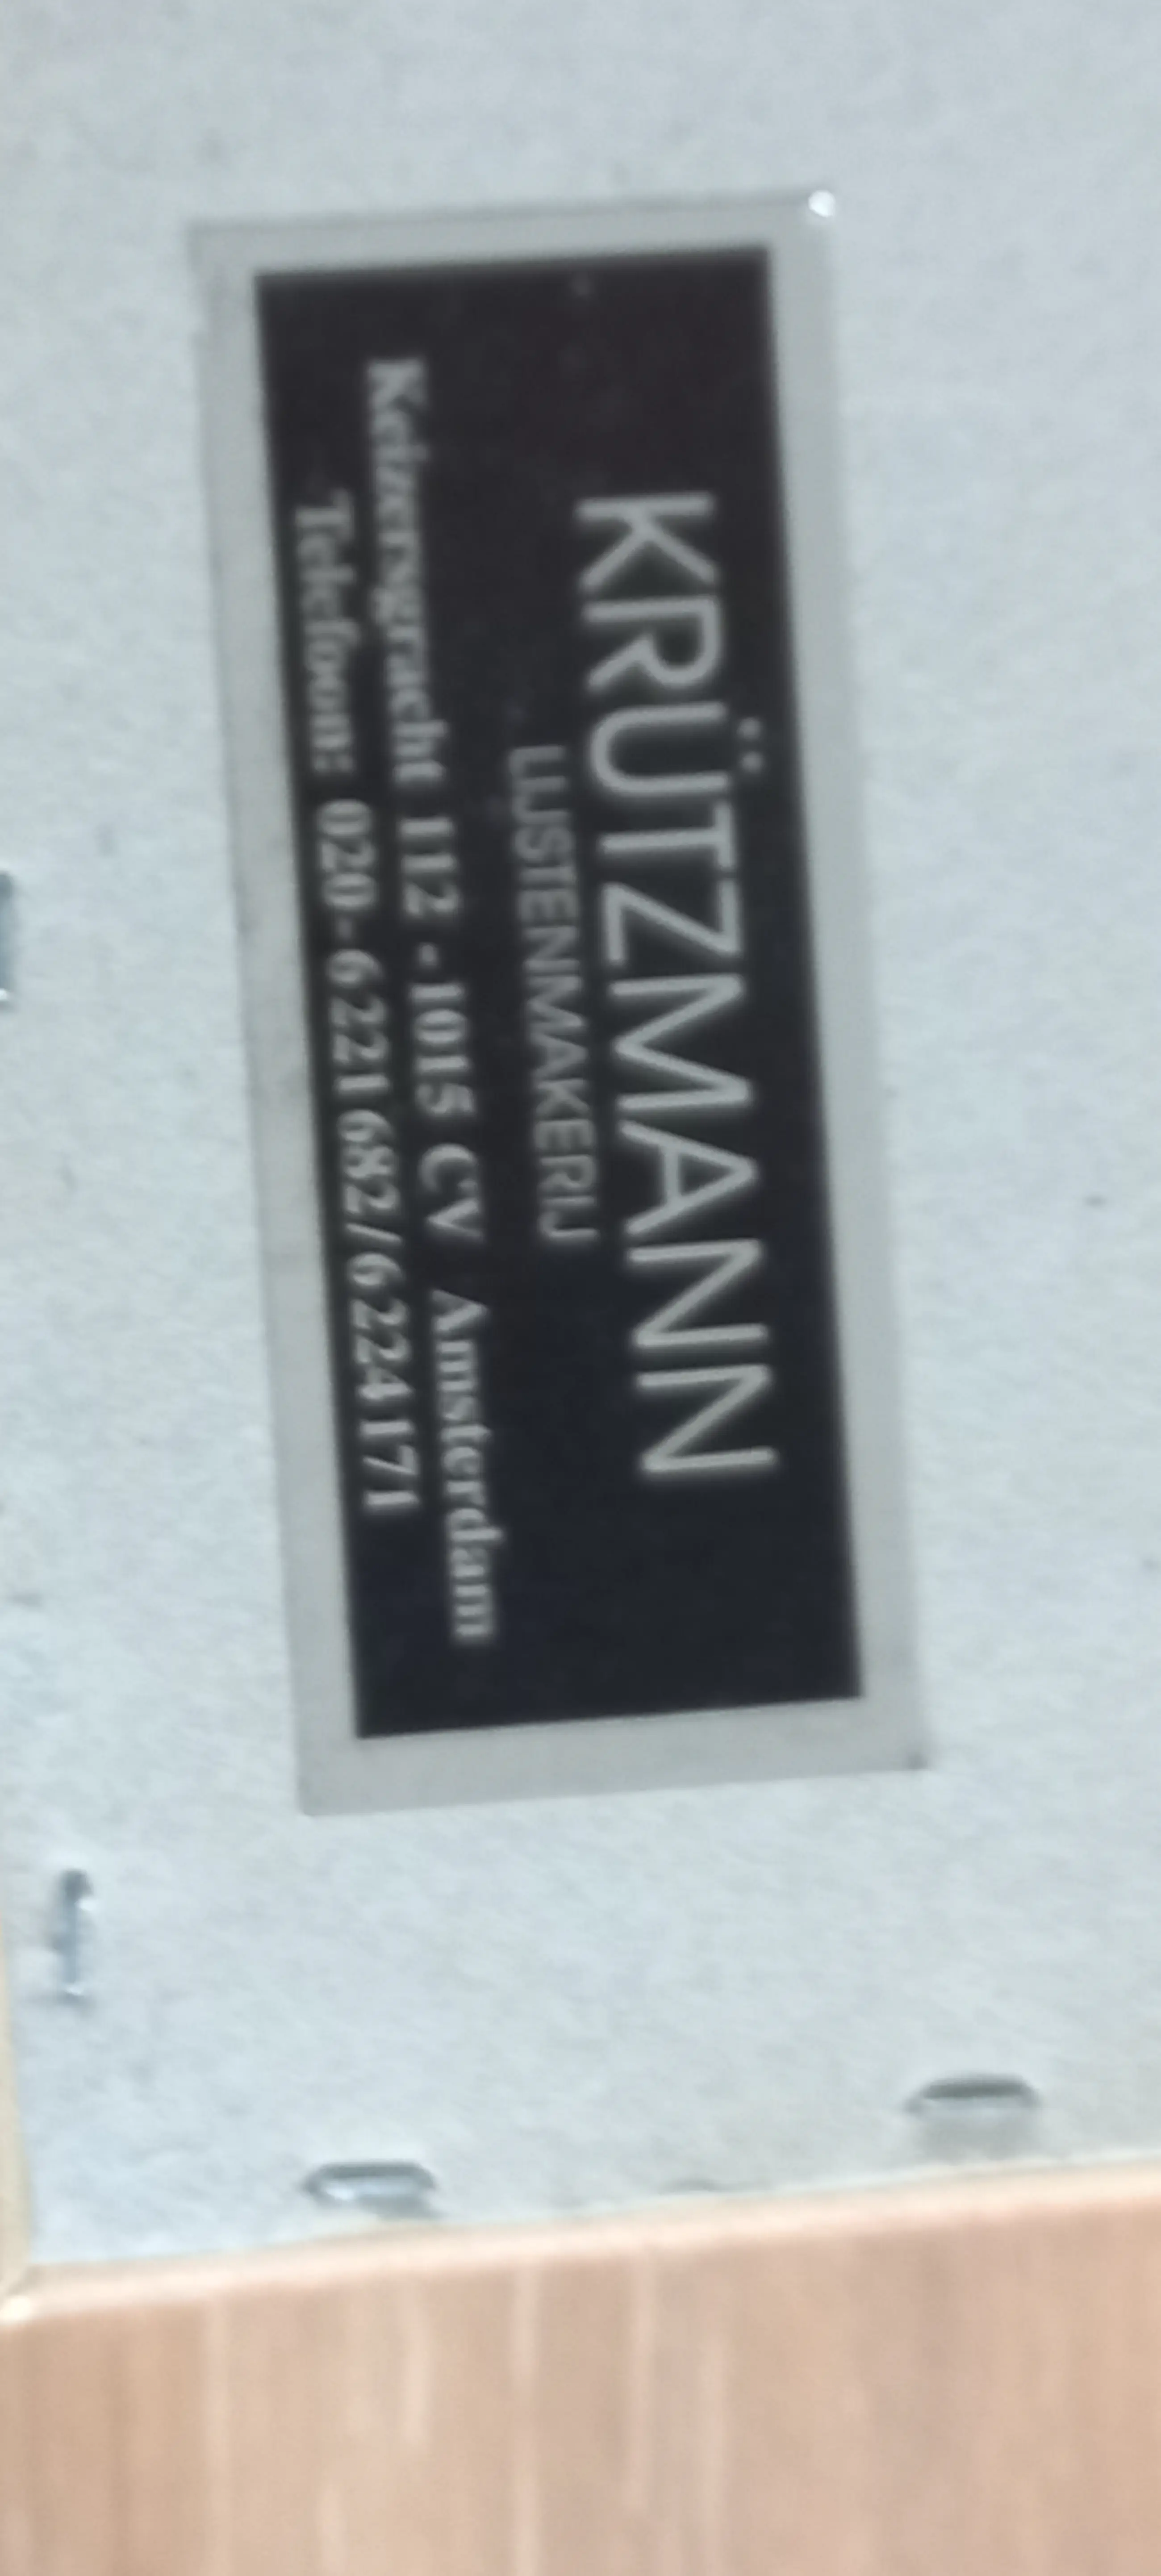 KRÜTZMANN
LIJSTENMAKERIJ
Keizersgracht 112 - 1015 CV Amsterdam
Telefoon: 020-6221682/6224171